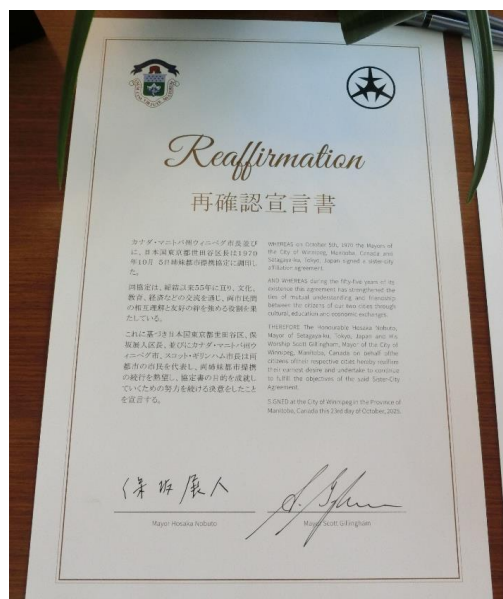 Reaffirmation
再確認宣言書
カナダ・マニトバ州ウィニペグ市長並び
に、日本国東京都世田谷区長は1970
年10月 5日姉妹都市提携協定に調印し
た。
同協定は、締結以来55年に亘り、文化、
教育、経済などの交流を通じ、両市民間
の相互理解と友好の絆を強める役割を果
たしている。
これに基づき日本国東京都世田谷区、保
坂展人区長、並びにカナダ・マニトバ州ウ
ィニペグ市、スコット・ギリンハム市長は両
都市の市民を代表し、両姉妹都市提携
の続行を熱望し、協定書の目的を成就し
ていくための努力を続ける決意をしたこと
を宣言する。
WHEREAS on October 5th, 1970 the Mayors of
the City of Winnipeg, Manitoba, Canada and
Setagaya-ku, Tokyo, Japan signed a sister-city
affiliation agreement.
AND WHEREAS during the fifty-five years of its
existence this agreement has strengthened the
ties of mutual understanding and friendship
between the citizens of our two cities through
cultural, education and economic exchanges.
THEREFORE The Honourable Hosaka Nobuto,
Mayor of Setagaya-ku, Tokyo, Japan and His
Worship Scott Gillingham, Mayor of the City of
Winnipeg, Manitoba, Canada on behalf of the
citizens of their respective cities hereby reaffirm
their earnest desire and undertake to continue
to fulfill the objectives of the said Sister-City
Agreement.
SIGNED at the City of Winnipeg in the Province of
Manitoba, Canada this 23rd day of October, 2025.
保坂展人
Mayor Hosaka Nobuto
Mayor Scott Gillingham